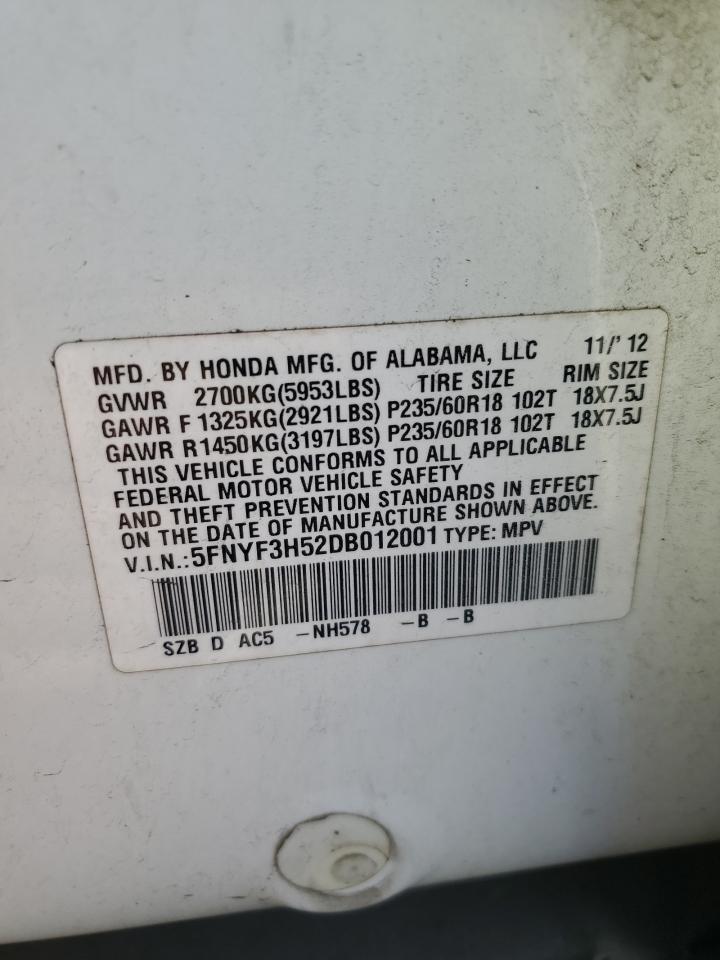 MFD. BY HONDA MFG. OF ALABAMA, LLC 11/' 12
GVWR 2700KG(5953LBS) TIRE SIZE RIM SIZE
GAWR F 1325KG(2921LBS) P235/60R18 102T 18X7.5J
GAWR R1450KG(3197LBS) P235/60R18 102T 18X7.5J
THIS VEHICLE CONFORMS TO ALL APPLICABLE
FEDERAL MOTOR VEHICLE SAFETY
AND THEFT PREVENTION STANDARDS IN EFFECT
ON THE DATE OF MANUFACTURE SHOWN ABOVE.
V.I.N.:5FNYF3H52DB012001 TYPE: MPV
SZB D AC5 -NH578 -B -B